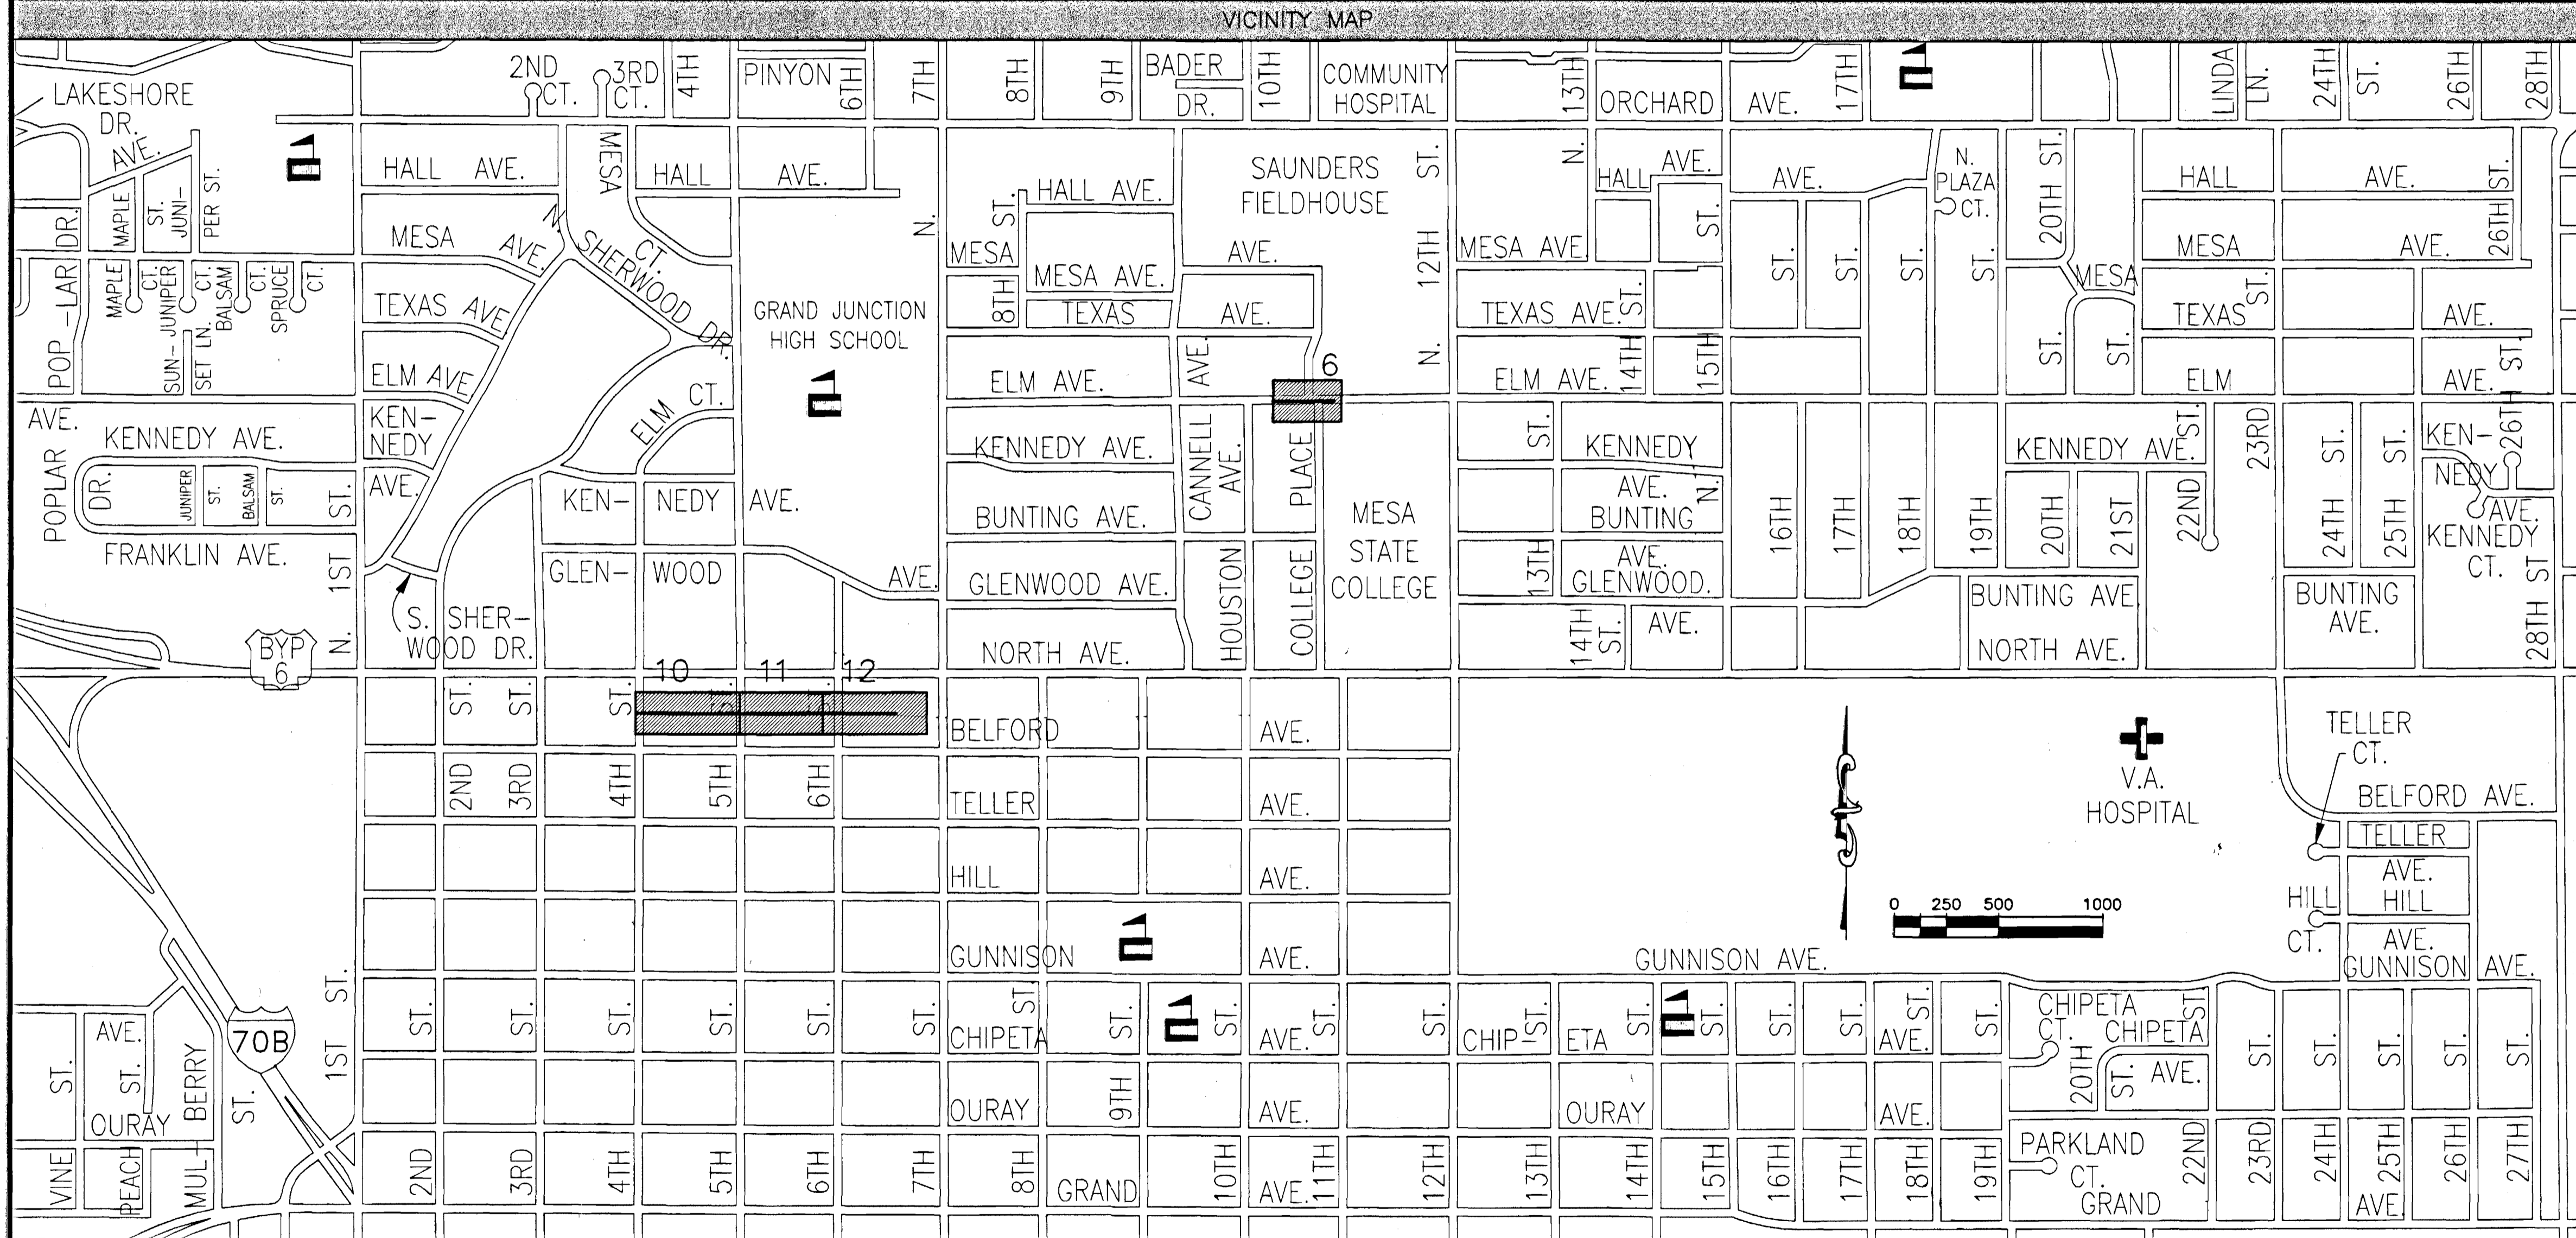 VICINITY MAP
LAKESHORE
DR.
AVE.
2ND
CT.
3RD
CT.
4TH
PINYON
6TH
7TH
8TH
9TH
BADER
DR.
10TH
COMMUNITY
HOSPITAL
13TH
ORCHARD AVE.
17TH
LINDA
LN.
24TH
ST.
26TH
28TH
HALL AVE.
MESA
HALL AVE.
HALL AVE.
SAUNDERS
FIELDHOUSE
ST.
N.
HALL
AVE.
AVE.
N.
PLAZA
CT.
20TH ST.
HALL AVE.
ST.
MAPLE
ST.
JUNI-
PER ST.
DR.
MESA AVE.
N.
SHERWOOD DR.
CT.
N.
ST.
MESA
AVE.
MESA AVE.
12TH
MESA AVE.
ST.
ST.
ST.
ST.
ST.
MESA
MESA AVE.
26TH
POP-LAR
MAPLE
CT.
JUNIPER
CT.
BALSAM
CT.
SPRUCE
CT.
SUN-
SET LN.
TEXAS AVE.
GRAND JUNCTION
HIGH SCHOOL
8TH
TEXAS AVE.
TEXAS AVE.
ST.
TEXAS
ST.
AVE.
ELM AVE
ELM CT.
ELM AVE.
AVE.
6
N.
ELM AVE.
14TH
15TH
ST.
ST.
ELM AVE.
ST.
AVE.
KENNEDY AVE.
KEN-
NEDY
AVE.
KENNEDY AVE.
CANNELL
AVE.
PLACE
ST.
KENNEDY
AVE.
N.
KENNEDY AVE.
ST.
23RD
ST.
ST.
KEN-
NEDY
26TH
AVE.
POPLAR
DR.
JUNIPER
ST.
BALSAM
ST.
ST.
KEN-
NEDY AVE.
BUNTING AVE.
MESA
STATE
COLLEGE
BUNTING
AVE.
16TH
17TH
18TH
19TH
20TH
21ST
22ND
24TH
25TH
KENNEDY
CT.
FRANKLIN AVE.
1ST
GLEN-
WOOD
AVE.
GLENWOOD AVE.
HOUSTON
COLLEGE
13TH
GLENWOOD.
AVE.
14TH
ST.
BUNTING AVE
BUNTING
AVE.
28TH ST
S. SHER-
WOOD DR.
BYP
6
N.
NORTH AVE.
NORTH AVE.
10
11
12
ST.
ST.
ST.
ST.
ST.
BELFORD AVE.
TELLER
CT.
V.A.
HOSPITAL
2ND
3RD
4TH
5TH
6TH
TELLER AVE.
BELFORD AVE.
TELLER
AVE.
HILL AVE.
HILL
CT.
HILL
AVE.
0 250 500 1000
GUNNISON AVE.
GUNNISON AVE.
GUNNISON AVE.
70B
AVE.
ST.
ST.
OURAY
MUL-
BERRY
ST.
1ST
ST.
ST.
ST.
ST.
ST.
ST.
ST.
CHIPETA
ST.
ST.
ST.
AVE.
ST.
ST.
CHIP-
ST.
ETA
ST.
ST.
ST.
ST.
AVE.
ST.
ST.
CHIPETA
CT.
CHIPETA
ST
AVE.
20TH
ST.
ST.
ST.
ST.
ST.
ST.
OURAY
9TH
AVE.
OURAY
AVE.
VINE
PEACH
2ND
3RD
4TH
5TH
6TH
7TH
8TH
GRAND
10TH
AVE.
11TH
12TH
13TH
14TH
15TH
16TH
17TH
18TH
19TH
PARKLAND
CT.
GRAND
22ND
23RD
24TH
25TH
AVE.
26TH
27TH